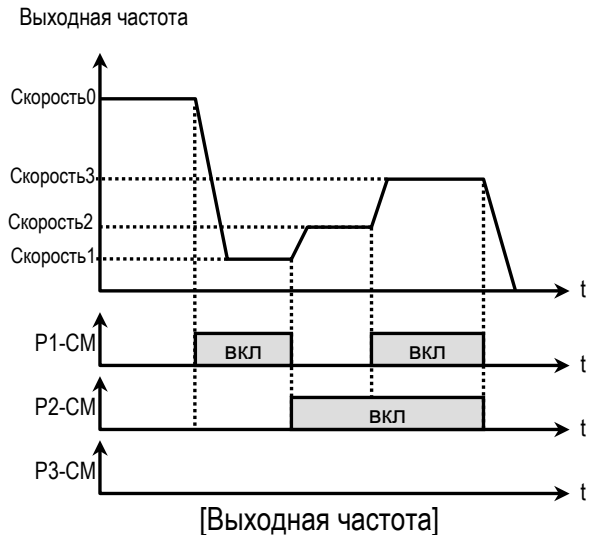 Выходная частота
Скорость0
Скорость3
Скорость2
Скорость1
t
P1-CM
вкл
вкл
t
P2-CM
вкл
t
P3-CM
t
[Выходная частота]